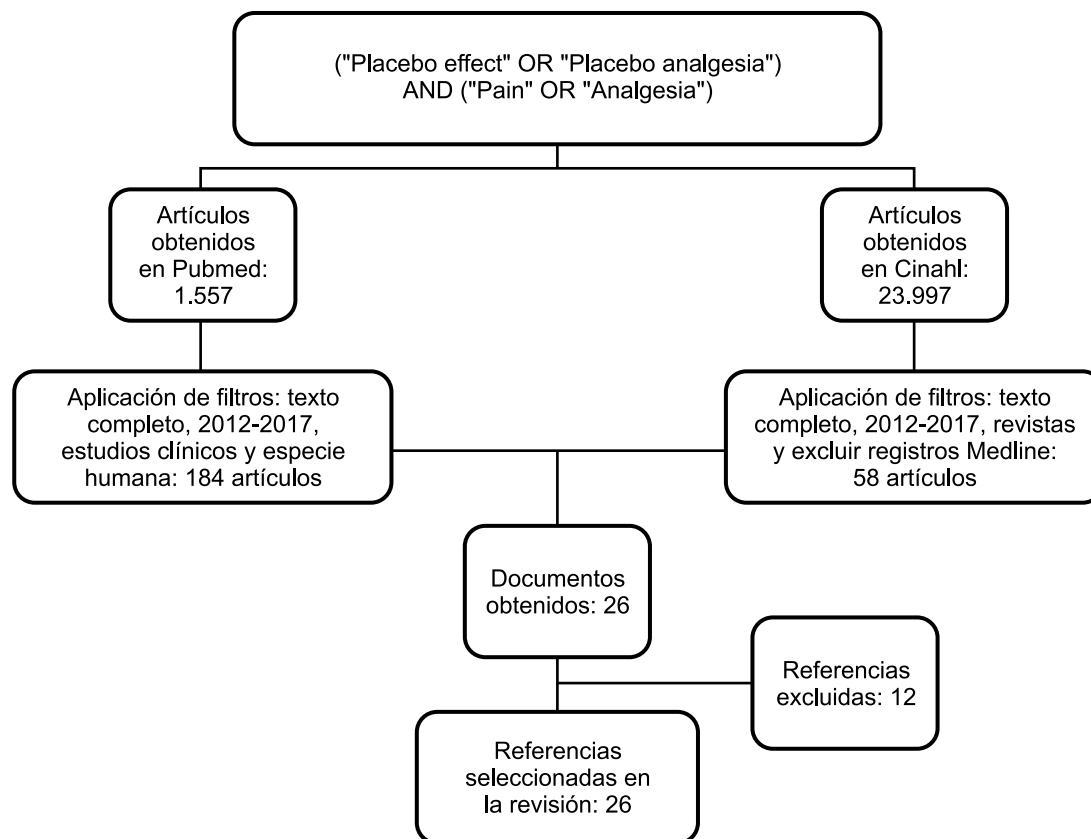 ("Placebo effect" OR "Placebo analgesia")
AND ("Pain" OR "Analgesia")
Artículos
obtenidos
en Pubmed:
1.557
Artículos
obtenidos
en Cinahl:
23.997
Aplicación de filtros: texto
completo, 2012-2017,
estudios clínicos y especie
humana: 184 artículos
Aplicación de filtros: texto
completo, 2012-2017, revistas
y excluir registros Medline:
58 artículos
Documentos
obtenidos: 26
Referencias
excluidas: 12
Referencias
seleccionadas en
la revisión: 26